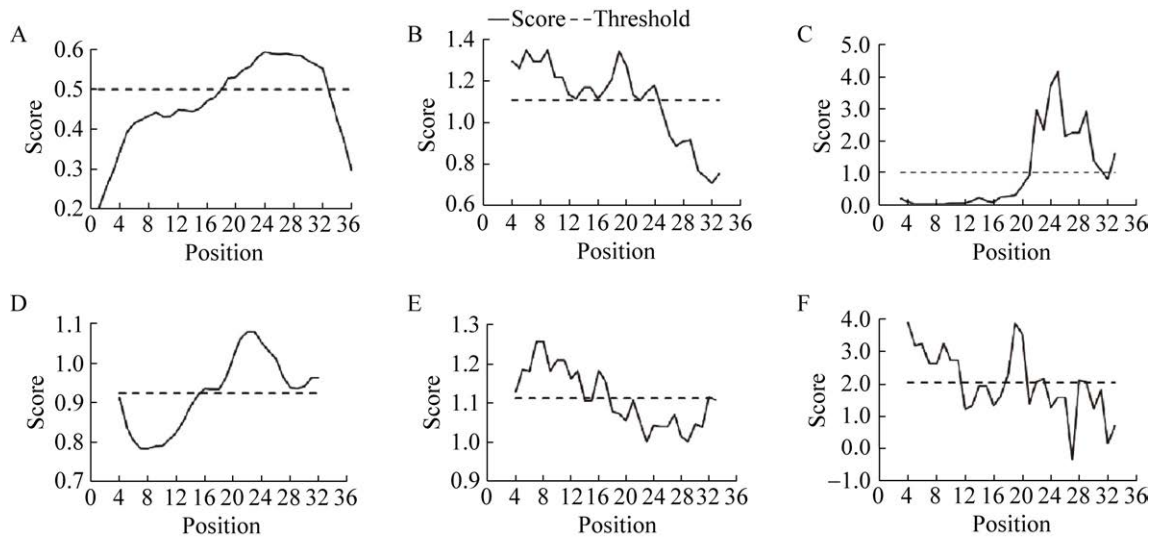 Score Threshold
A
0.6
0.5
0.4
0.3
0.2
Score
0 4 8 12 16 20 24 28 32 36
Position
B
1.4
1.2
1.0
0.8
0.6
Score
0 4 8 12 16 20 24 28 32 36
Position
C
5.0
4.0
3.0
2.0
1.0
0.0
Score
0 4 8 12 16 20 24 28 32 36
Position
D
1.1
1.0
0.9
0.8
0.7
Score
0 4 8 12 16 20 24 28 32 36
Position
E
1.3
1.2
1.1
1.0
0.9
Score
0 4 8 12 16 20 24 28 32 36
Position
F
4.0
3.0
2.0
1.0
0.0
−1.0
Score
0 4 8 12 16 20 24 28 32 36
Position